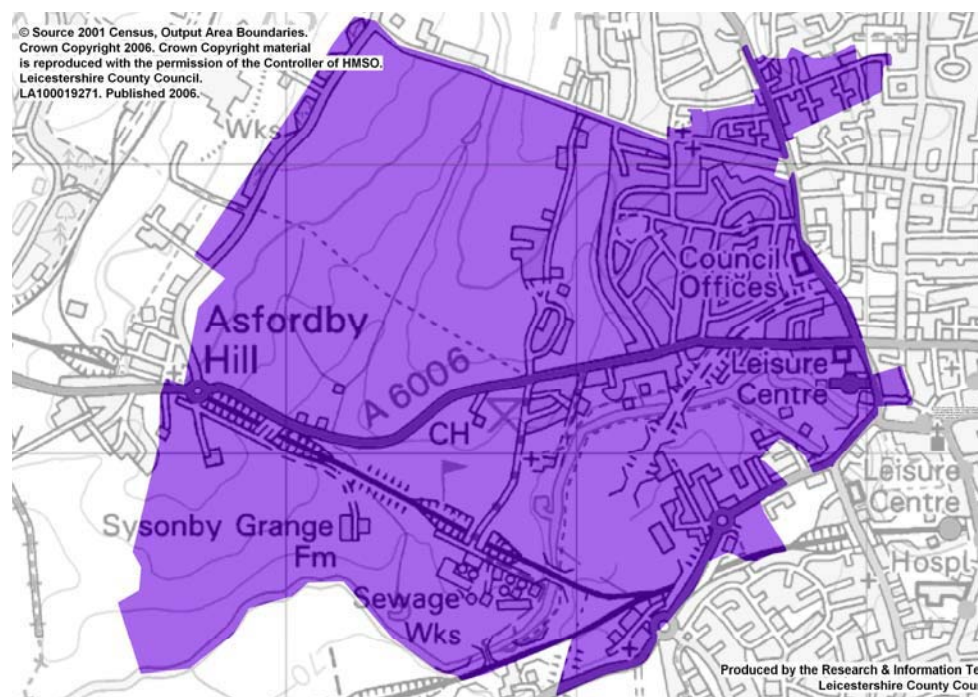 © Source 2001 Census, Output Area Boundaries.
Crown Copyright 2006. Crown Copyright material
is reproduced with the permission of the Controller of HMSO.
Leicestershire County Council.
LA100019271. Published 2006.
Wks
Council
Offices
Asfordby
Hill
A 6006
Leisure
Centre
CH
Leisure
Centre
Sysonby Grange
Fm
Hospl
Sewage
Wks
Produced by the Research & Information Te
Leicestershire County Cou